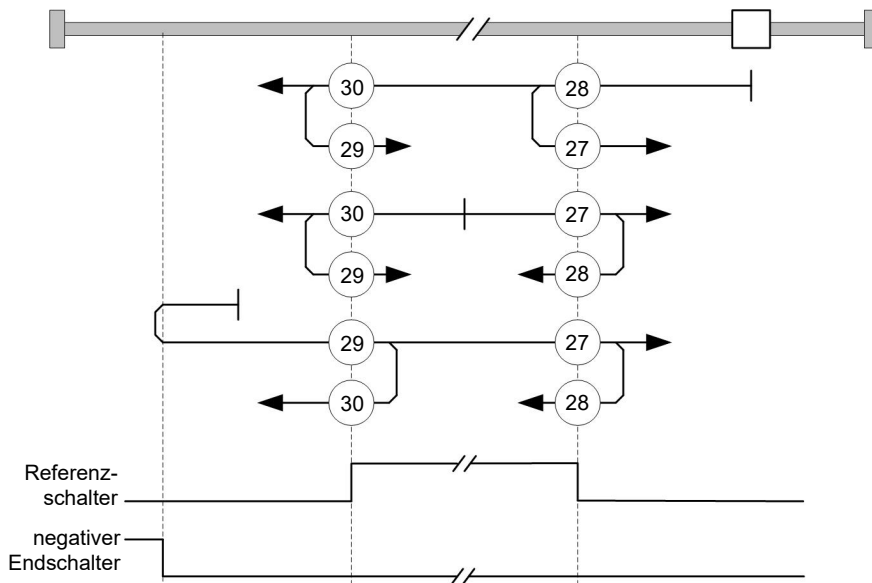 30 28
29 27
30 27
29 28
29 27
30 28
Referenz-
schalter
negativer
Endschalter